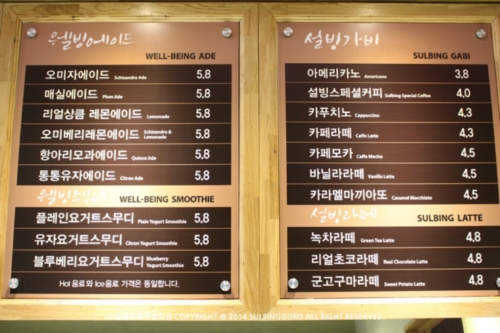 웰빙에이드
WELL-BEING ADE
오미자에이드 Schizandra Ade 5,8
매실에이드 Plum Ade 5,8
리얼상큼 레몬에이드 Lemonade 5,8
오미베리레몬에이드 Schizandra & Lemonade 5,8
항아리모과에이드 Quince Ade 5,8
통통유자에이드 Citron Ade 5,8
WELL-BEING SMOOTHIE
플레인요거트스무디 Plain Yogurt Smoothie 5,8
유자요거트스무디 Citron Yogurt Smoothie 5,8
블루베리요거트스무디 Blueberry Yogurt Smoothie 5,8
Hot 음료와 Ice음료 가격은 동일합니다.
설빙가비
SULBING GABI
아메리카노 Americano 3,8
설빙스페셜커피 Sulbing Special Coffee 4,0
카푸치노 Cappuccino 4,3
카페라떼 Caffe Latte 4,3
카페모카 Caffe Mocha 4,5
바닐라라떼 Vanilla Latte 4,5
카라멜마끼아또 Caramel Macchiato 4,5
설빙라떼
SULBING LATTE
녹차라떼 Green Tea Latte 4,8
리얼초코라떼 Real Chocolate Latte 4,8
군고구마라떼 Sweet Potato Latte 4,8
COPYRIGHT © 2014 SULBINGGURO ALL RIGHTS RESERVED